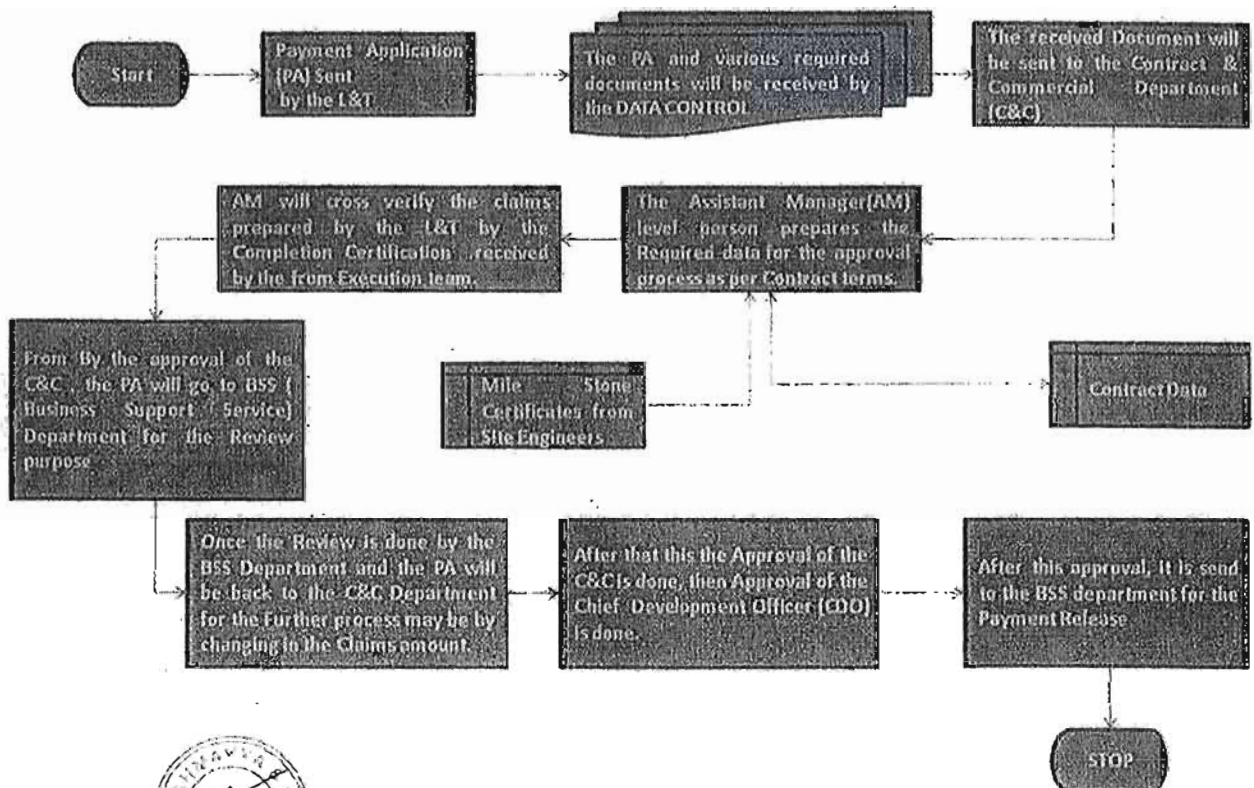 Start
Payment Application
(PA) Sent
by the L&T
The PA and various required
documents will be received by
the DATA CONTROL
The received Document will
be sent to the Contract &
Commercial Department
(C&C)
The Assistant Manager(AM)
level person prepares the
Required data for the approval
process as per Contract terms.
AM will cross verify the claims
prepared by the L&T by the
Completion Certification .received
by the from Execution team.
Mile Stone
Certificates from
Site Engineers
Contract Data
From By the approval of the
C&C , the PA will go to BSS (
Business Support Service)
Department for the Review
purpose
Once the Review is done by the
BSS Department and the PA will
be back to the C&C Department
for the Further process may be by
changing in the Claims amount.
After that this the Approval of the
C&C is done, then Approval of the
Chief Development Officer (CDO)
is done.
After this approval, it is send
to the BSS department for the
Payment Release
STOP